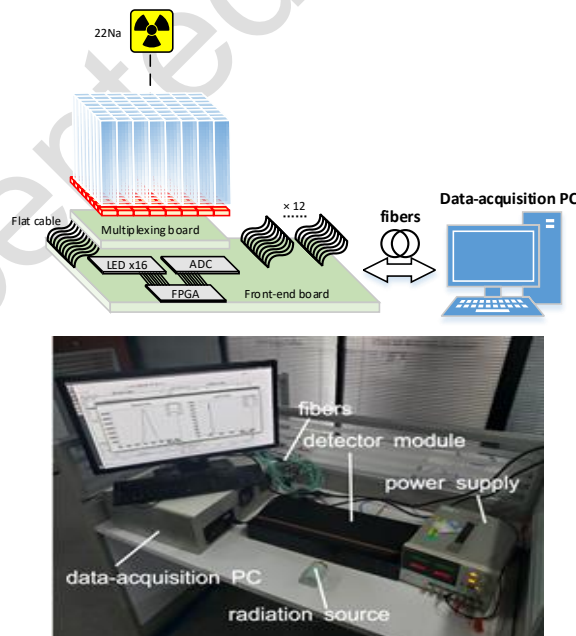 22Na
× 12
......
Data-acquisition PC
fibers
Flat cable
Multiplexing board
LED x16
ADC
FPGA
Front-end board
fibers
detector module
power supply
data-acquisition PC
radiation source